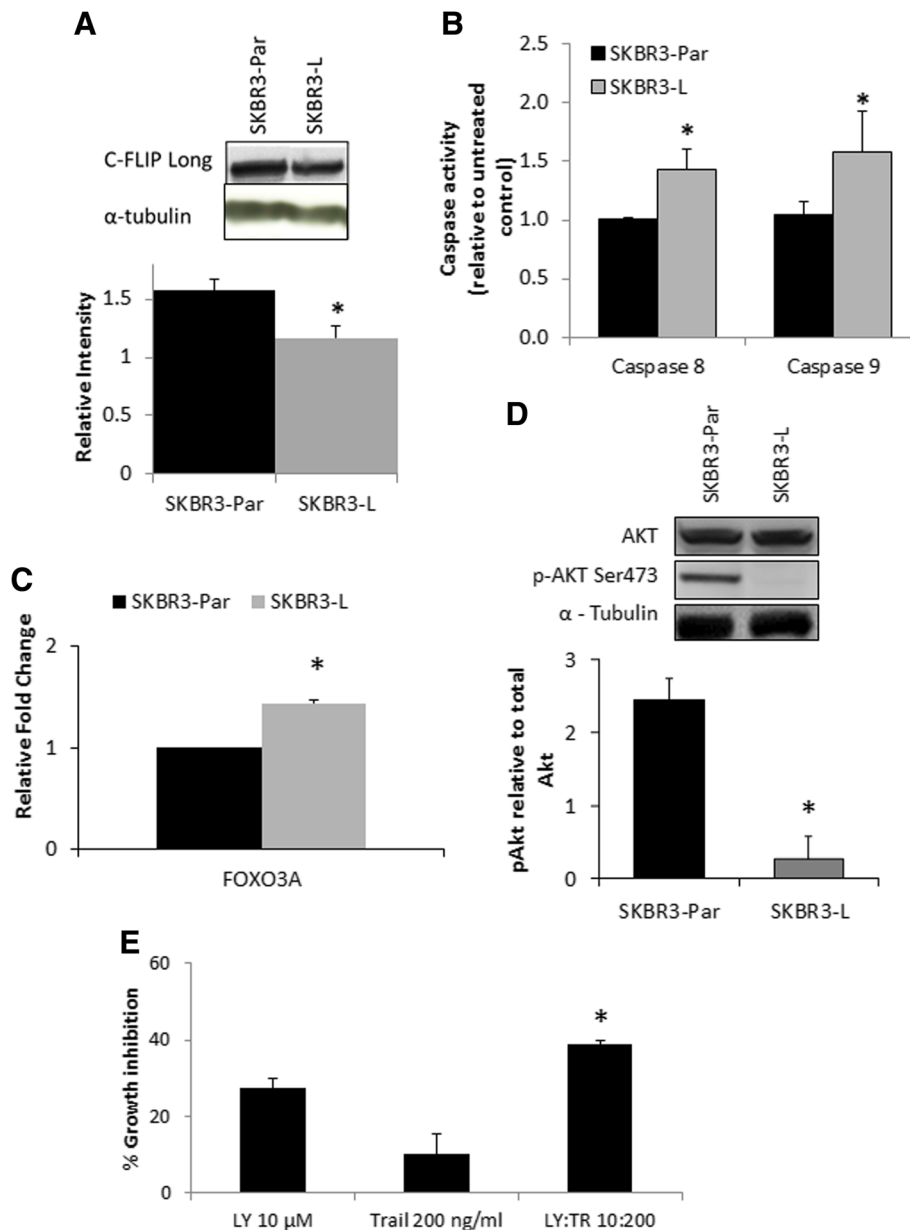 A
SKBR3-Par
SKBR3-L
C-FLIP Long
α-tubulin
Relative Intensity
1.5
1
0.5
0
SKBR3-Par
SKBR3-L
B
SKBR3-Par
SKBR3-L
Caspase activity
(relative to untreated
control)
2.5
2.0
1.5
1.0
0.5
0.0
*
*
*
Caspase 8
Caspase 9
C
SKBR3-Par
SKBR3-L
Relative Fold Change
2
1
0
*
FOXO3A
D
SKBR3-Par
SKBR3-L
AKT
p-AKT Ser473
α - Tubulin
pAkt relative to total
Akt
3
2
1
0
*
SKBR3-Par
SKBR3-L
E
% Growth inhibition
60
40
20
0
*
LY 10 µM
Trail 200 ng/ml
LY:TR 10:200